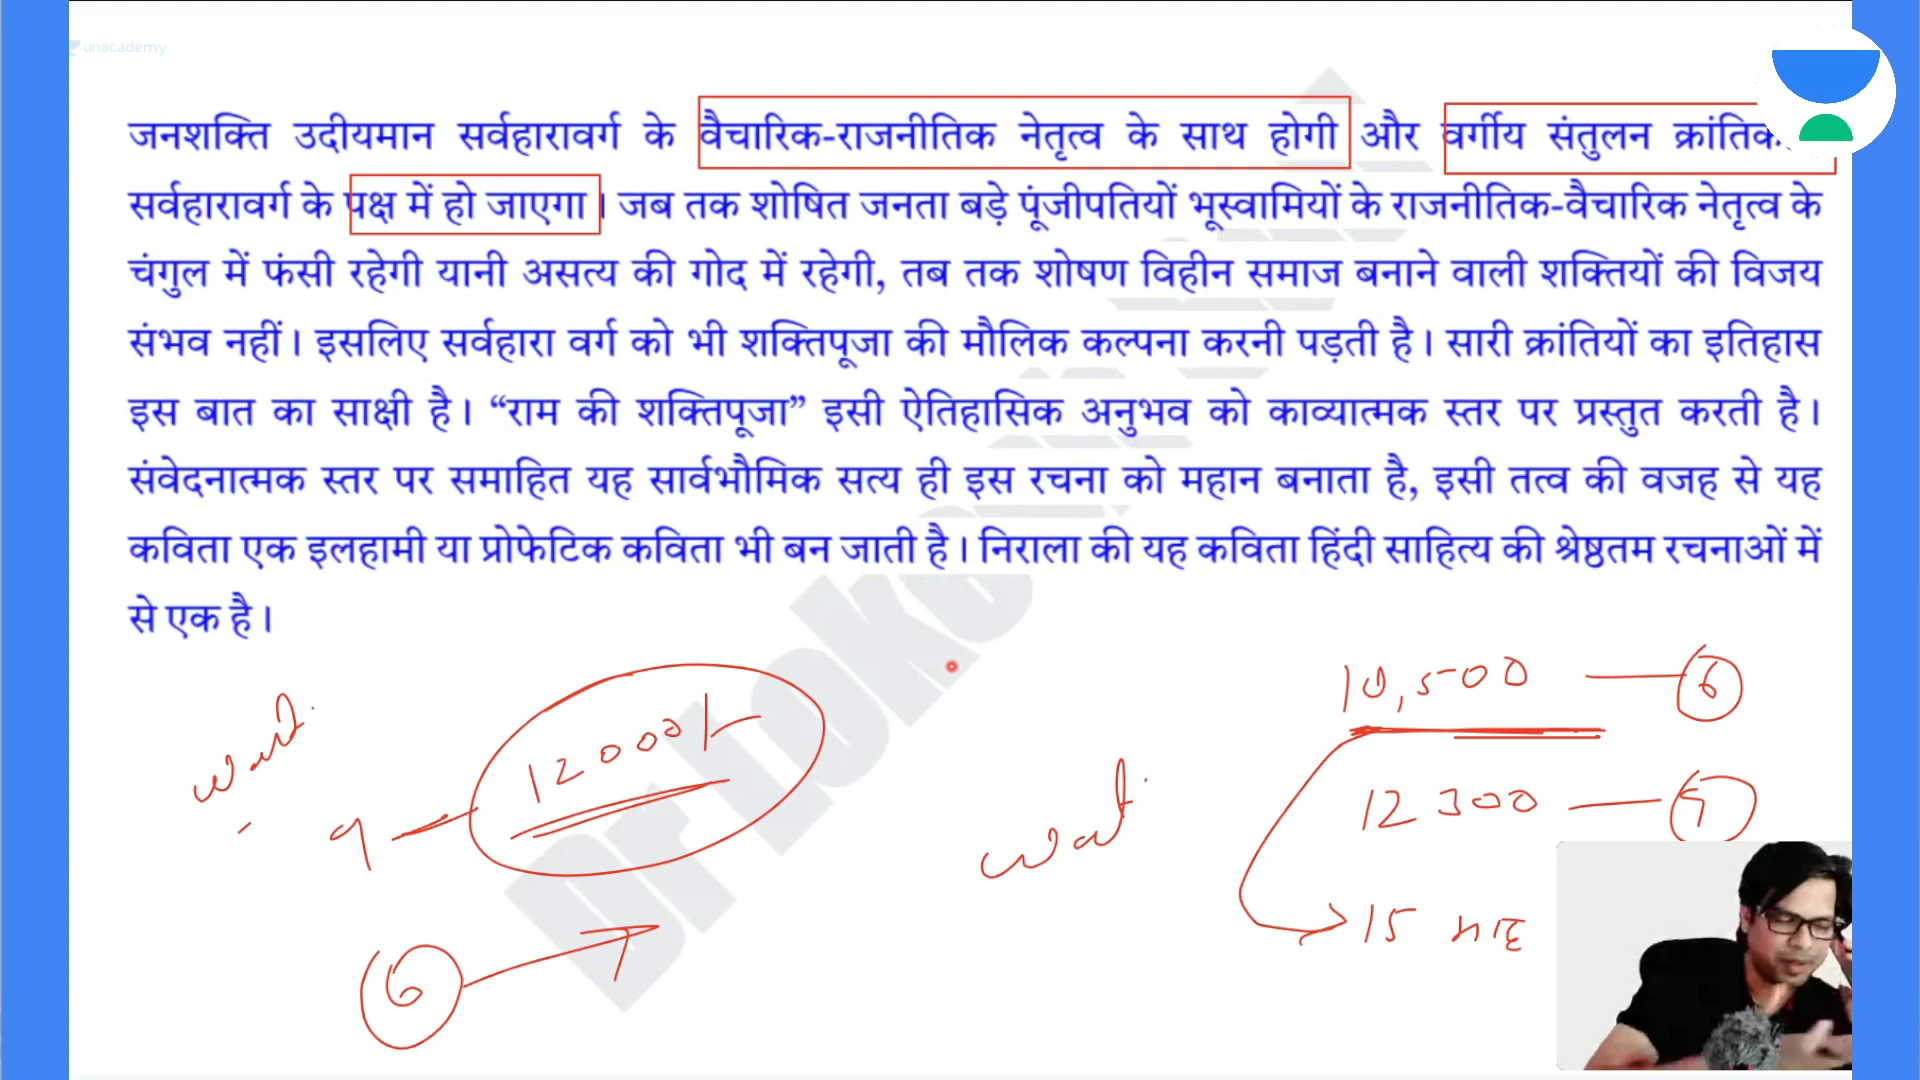 unacademy
जनशक्ति उदीयमान सर्वहारावर्ग के वैचारिक-राजनीतिक नेतृत्व के साथ होगी और वर्गीय संतुलन
सर्वहारावर्ग के पक्ष में हो जाएगा। जब तक शोषित जनता बड़े पूंजीपतियों भूस्वामियों के राजनीतिक-वैचारिक नेतृत्व के
चंगुल में फंसी रहेगी यानी असत्य की गोद में रहेगी, तब तक शोषण विहीन समाज बनाने वाली शक्तियों की विजय
संभव नहीं। इसलिए सर्वहारा वर्ग को भी शक्तिपूजा की मौलिक कल्पना करनी पड़ती है। सारी क्रांतियों का इतिहास
इस बात का साक्षी है। “राम की शक्तिपूजा” इसी ऐतिहासिक अनुभव को काव्यात्मक स्तर पर प्रस्तुत करती है।
संवेदनात्मक स्तर पर समाहित यह सार्वभौमिक सत्य ही इस रचना को महान बनाता है, इसी तत्व की वजह से यह
कविता एक इलहामी या प्रोफेटिक कविता भी बन जाती है। निराला की यह कविता हिंदी साहित्य की श्रेष्ठतम रचनाओं में
से एक है।
10,500 — 6
12000/-
12300
15 माह
6